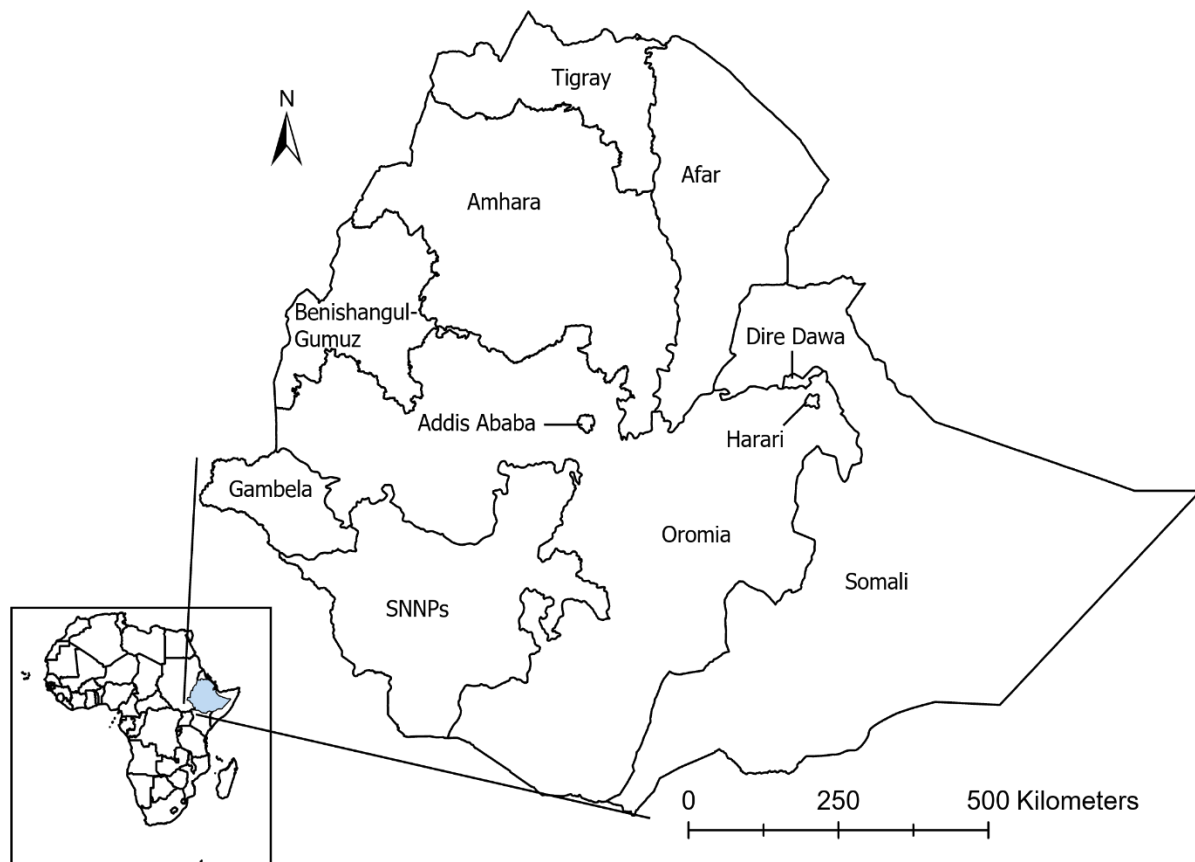 N
Tigray
Afar
Amhara
Benishangul-
Gumuz
Dire Dawa
Addis Ababa
Harari
Gambela
Oromia
Somali
SNNPs
0 250 500 Kilometers